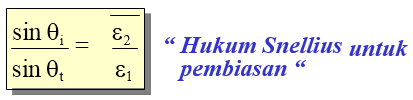 sin θᵢ / sin θₜ = ε₂ / ε₁
“ Hukum Snellius untuk
pembiasan “